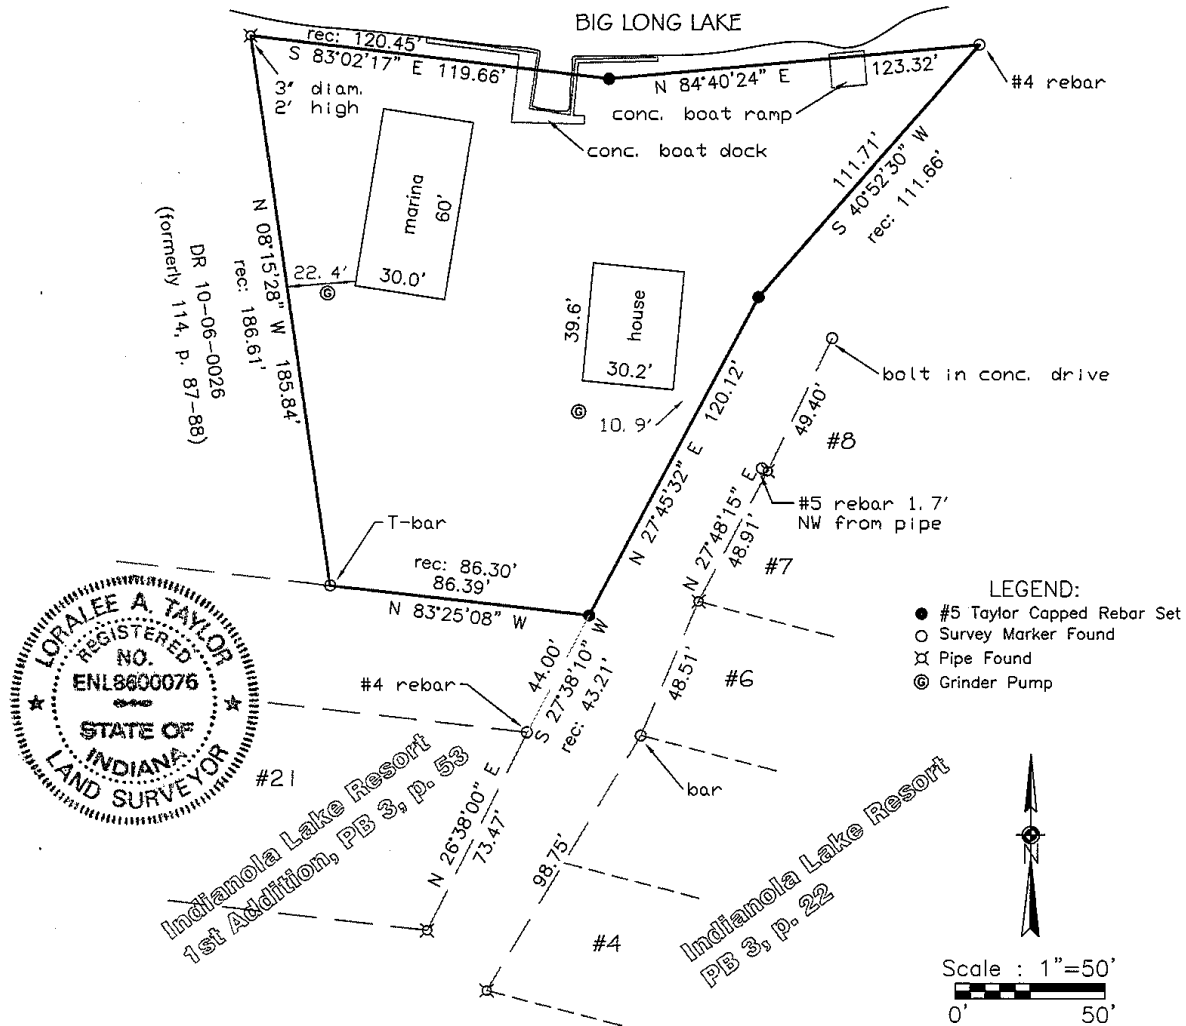 BIG LONG LAKE
rec: 120.45'
S 83°02'17" E 119.66'
N 84°40'24" E 123.32'
#4 rebar
3" diam.
2' high
conc. boat ramp
conc. boat dock
111.71'
S 40°52'30" W
rec: 111.66'
marina
60'
30.0'
22.4'
G
N 08°15'28" W 185.84'
rec: 186.61'
DR 10-06-0026
(formerly 114, p. 87-88)
house
39.6'
30.2'
G
10.9'
N 27°45'32" E 120.12'
bolt in conc. drive
49.40'
#8
#5 rebar 1.7'
NW from pipe
N 27°48'15" E
48.91'
#7
T-bar
rec: 86.30'
86.39'
N 83°25'08" W
LEGEND:
#5 Taylor Capped Rebar Set
Survey Marker Found
Pipe Found
G Grinder Pump
LORALEE A. TAYLOR
REGISTERED
NO.
ENL8600076
STATE OF
INDIANA
LAND SURVEYOR
#4 rebar
44.00'
S 27°38'10" W
rec: 43.21'
48.51'
#6
bar
#21
N 26°38'00" E
73.47'
Indianola Lake Resort
1st Addition, PB 3, p. 53
98.75'
#4
Indianola Lake Resort
PB 3, p. 22
N
Scale : 1"=50'
0' 50'